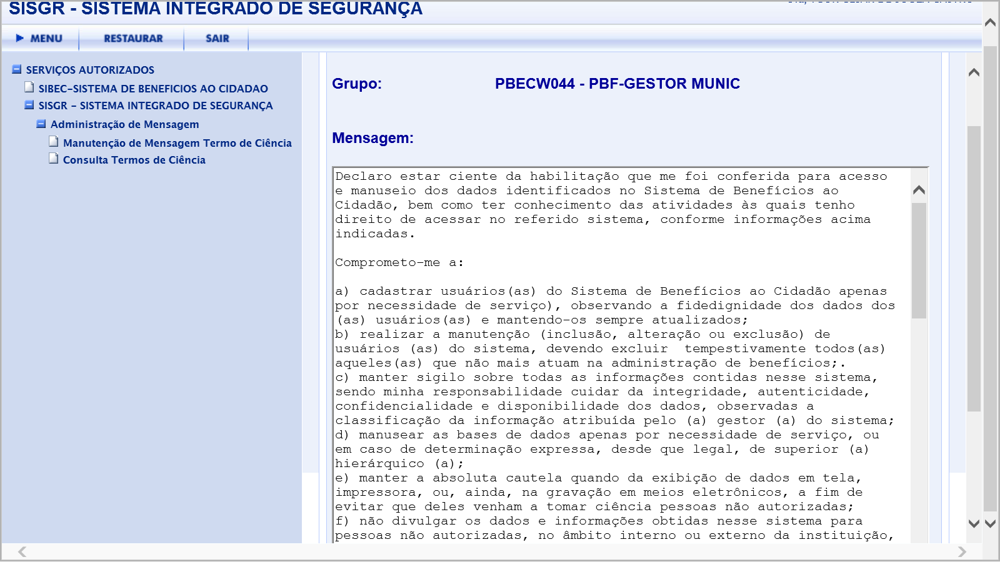 SISGR - SISTEMA INTEGRADO DE SEGURANÇA
MENU
RESTAURAR
SAIR
SERVIÇOS AUTORIZADOS
SIBEC-SISTEMA DE BENEFICIOS AO CIDADAO
SISGR - SISTEMA INTEGRADO DE SEGURANÇA
Administração de Mensagem
Manutenção de Mensagem Termo de Ciência
Consulta Termos de Ciência
Grupo: PBECW044 - PBF-GESTOR MUNIC
Mensagem:
Declaro estar ciente da habilitação que me foi conferida para acesso
e manuseio dos dados identificados no Sistema de Benefícios ao
Cidadão, bem como ter conhecimento das atividades às quais tenho
direito de acessar no referido sistema, conforme informações acima
indicadas.
Comprometo-me a:
a) cadastrar usuários(as) do Sistema de Benefícios ao Cidadão apenas
por necessidade de serviço), observando a fidedignidade dos dados dos
(as) usuários(as) e mantendo-os sempre atualizados;
b) realizar a manutenção (inclusão, alteração ou exclusão) de
usuários (as) do sistema, devendo excluir  tempestivamente todos(as)
aqueles(as) que não mais atuam na administração de benefícios;.
c) manter sigilo sobre todas as informações contidas nesse sistema,
sendo minha responsabilidade cuidar da integridade, autenticidade,
confidencialidade e disponibilidade dos dados, observadas a
classificação da informação atribuída pelo (a) gestor (a) do sistema;
d) manusear as bases de dados apenas por necessidade de serviço, ou
em caso de determinação expressa, desde que legal, de superior (a)
hierárquico (a);
e) manter a absoluta cautela quando da exibição de dados em tela,
impressora, ou, ainda, na gravação em meios eletrônicos, a fim de
evitar que deles venham a tomar ciência pessoas não autorizadas;
f) não divulgar os dados e informações obtidas nesse sistema para
pessoas não autorizadas, no âmbito interno ou externo da instituição,